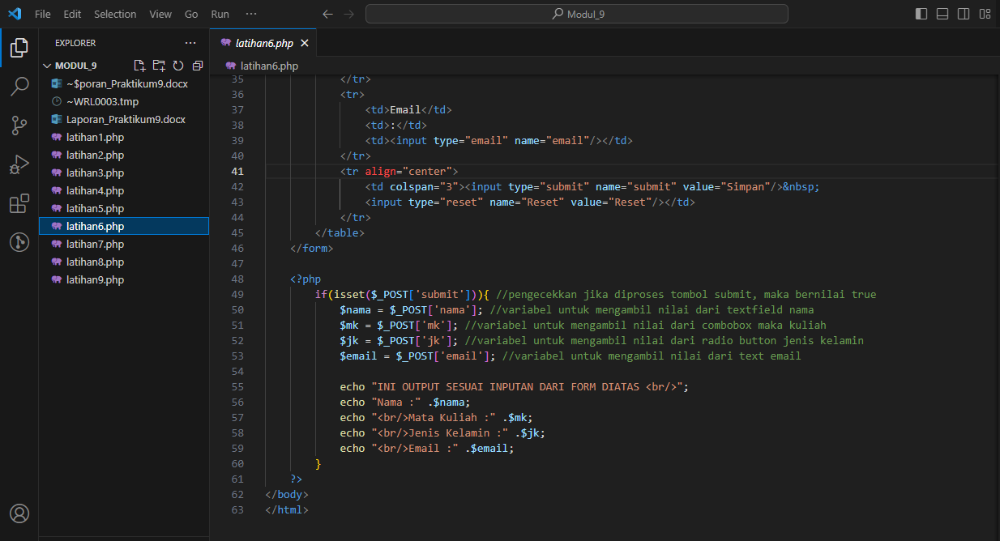 File Edit Selection View Go Run ··· ← → Modul_9
EXPLORER ···
MODUL_9
~$poran_Praktikum9.docx
~WRL0003.tmp
Laporan_Praktikum9.docx
latihan1.php
latihan2.php
latihan3.php
latihan4.php
latihan5.php
latihan6.php
latihan7.php
latihan8.php
latihan9.php
latihan6.php ×
latihan6.php
35 </tr>
36 <tr>
37 <td>Email</td>
38 <td>:</td>
39 <td><input type="email" name="email"/></td>
40 </tr>
41 <tr align="center">
42 <td colspan="3"><input type="submit" name="submit" value="Simpan"/>&nbsp;
43 <input type="reset" name="Reset" value="Reset"/></td>
44 </tr>
45 </table>
46 </form>
47
48 <?php
49 if(isset($_POST['submit'])){ //pengecekkan jika diproses tombol submit, maka bernilai true
50 $nama = $_POST['nama']; //variabel untuk mengambil nilai dari textfield nama
51 $mk = $_POST['mk']; //variabel untuk mengambil nilai dari combobox maka kuliah
52 $jk = $_POST['jk']; //variabel untuk mengambil nilai dari radio button jenis kelamin
53 $email = $_POST['email']; //variabel untuk mengambil nilai dari text email
54
55 echo "INI OUTPUT SESUAI INPUTAN DARI FORM DIATAS <br/>";
56 echo "Nama :" .$nama;
57 echo "<br/>Mata Kuliah :" .$mk;
58 echo "<br/>Jenis Kelamin :" .$jk;
59 echo "<br/>Email :" .$email;
60 }
61 ?>
62 </body>
63 </html>